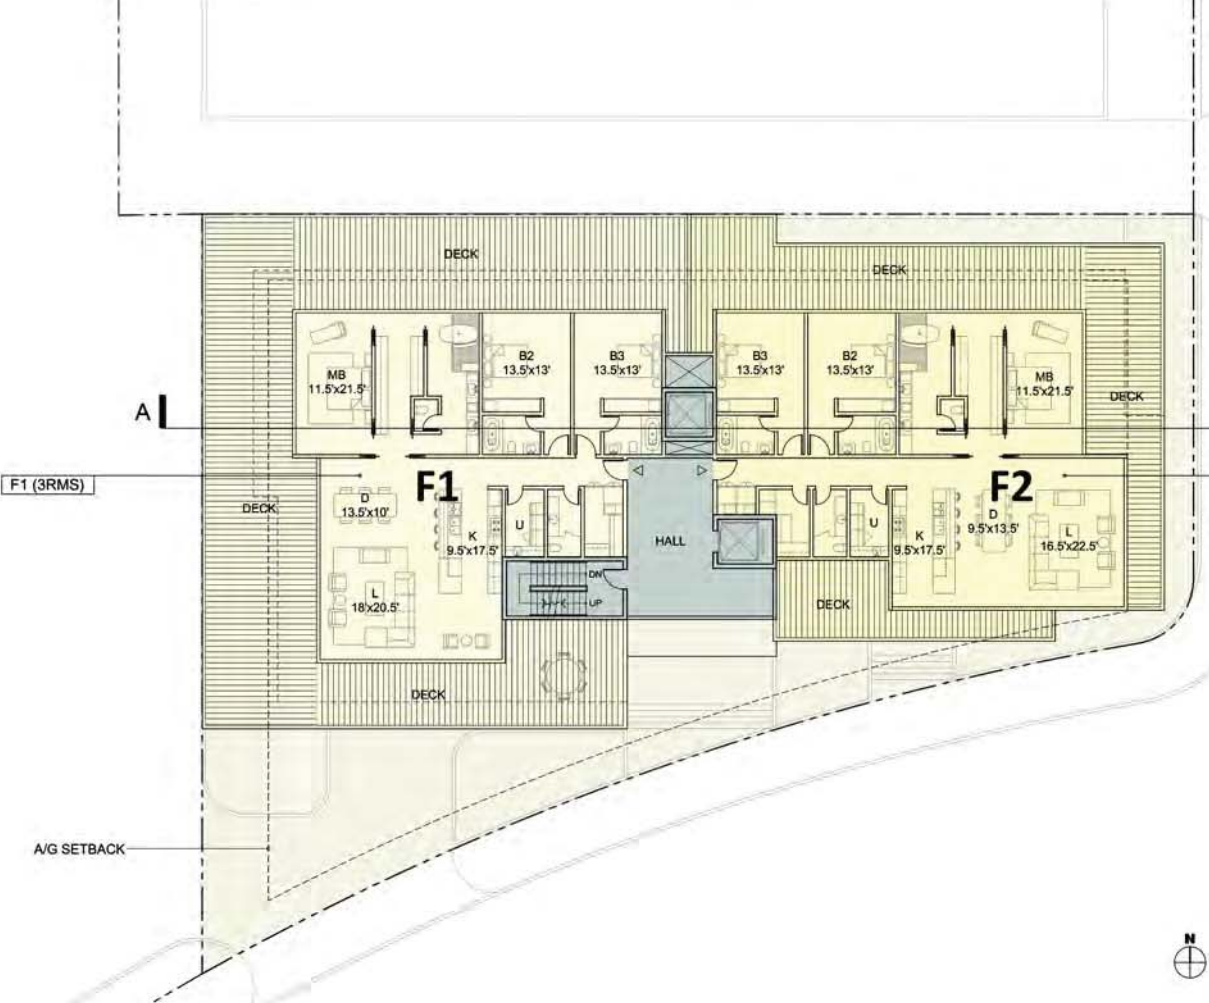 DECK
DECK
B2
13.5'x13'
B3
13.5'x13'
B3
13.5'x13'
B2
13.5'x13'
MB
11.5'x21.5'
MB
11.5'x21.5'
DECK
A
F1 (3RMS)
F1
F2
D
13.5'x10'
DECK
U
K
9.5'x17.5'
HALL
U
K
9.5'x17.5'
D
9.5'x13.5'
L
16.5'x22.5'
DN
UP
L
18'x20.5'
DECK
DECK
A/G SETBACK
N